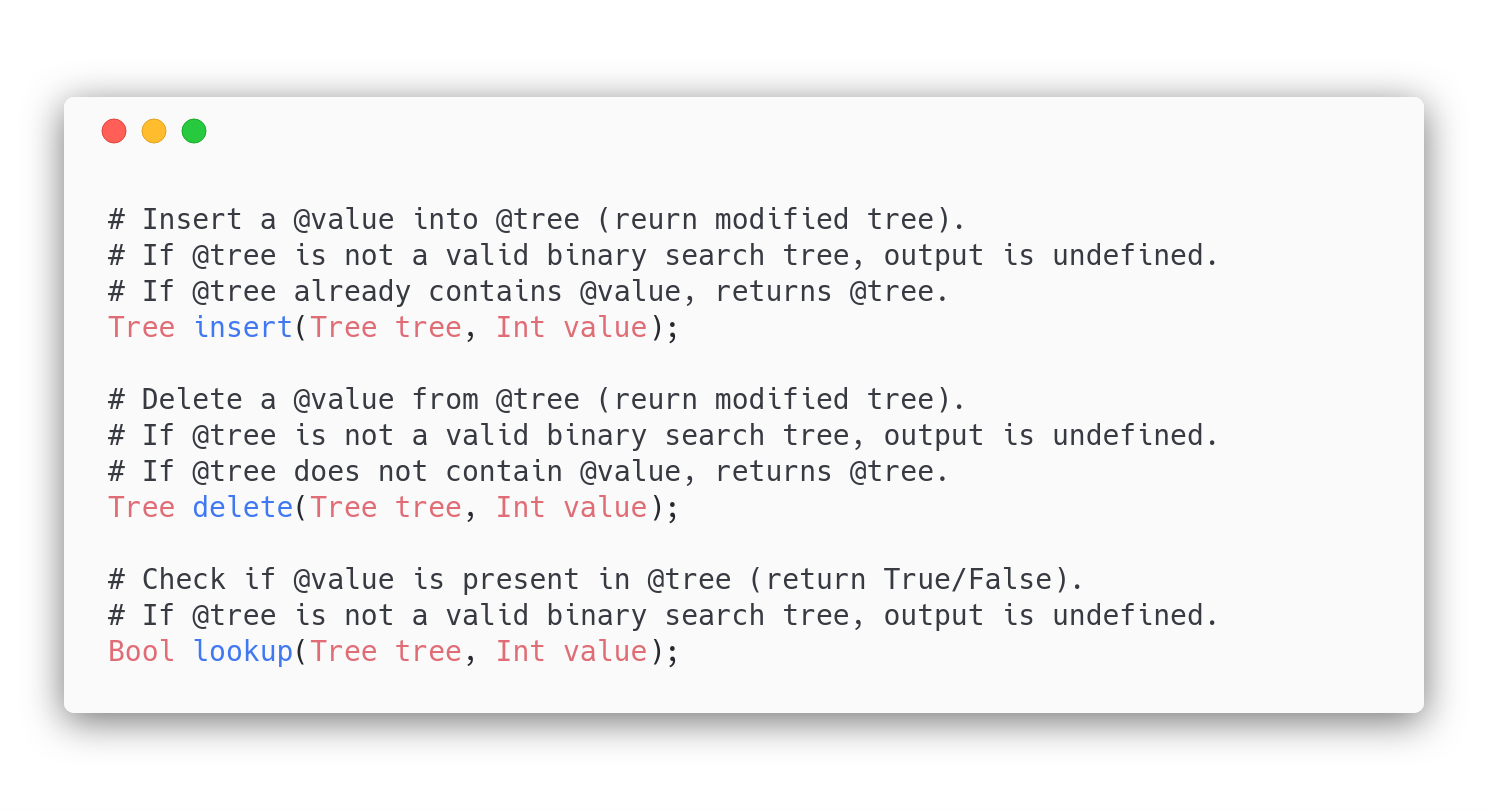 # Insert a @value into @tree (reurn modified tree).
# If @tree is not a valid binary search tree, output is undefined.
# If @tree already contains @value, returns @tree.
Tree insert(Tree tree, Int value);
# Delete a @value from @tree (reurn modified tree).
# If @tree is not a valid binary search tree, output is undefined.
# If @tree does not contain @value, returns @tree.
Tree delete(Tree tree, Int value);
# Check if @value is present in @tree (return True/False).
# If @tree is not a valid binary search tree, output is undefined.
Bool lookup(Tree tree, Int value);